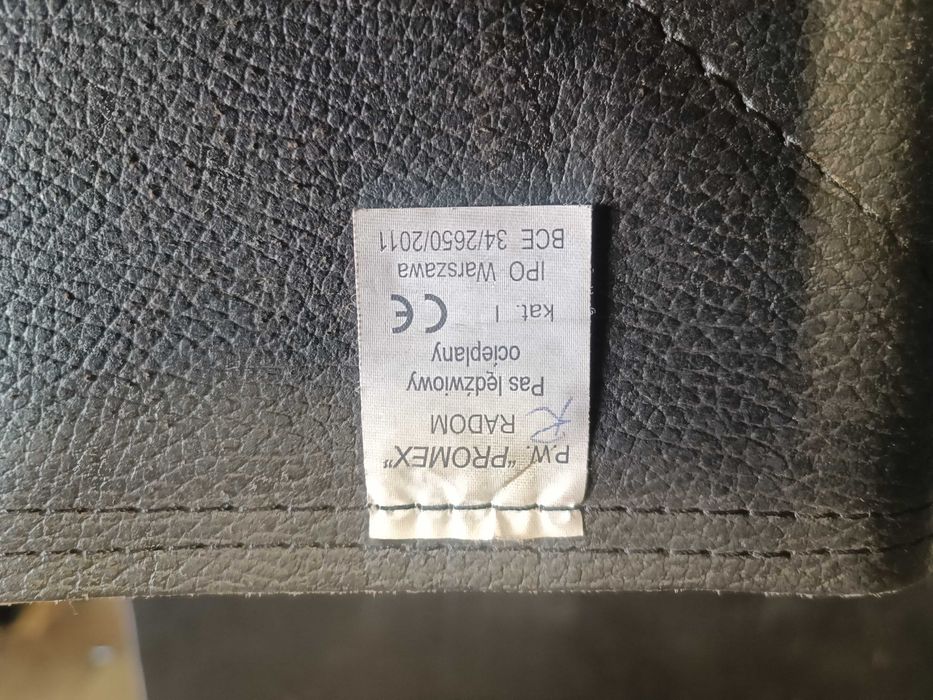 P.W. “PROMEX”
RADOM
Pas lędźwiowy
ocieplany
kat. I CE
IPO Warszawa
BCE 34/2650/2011